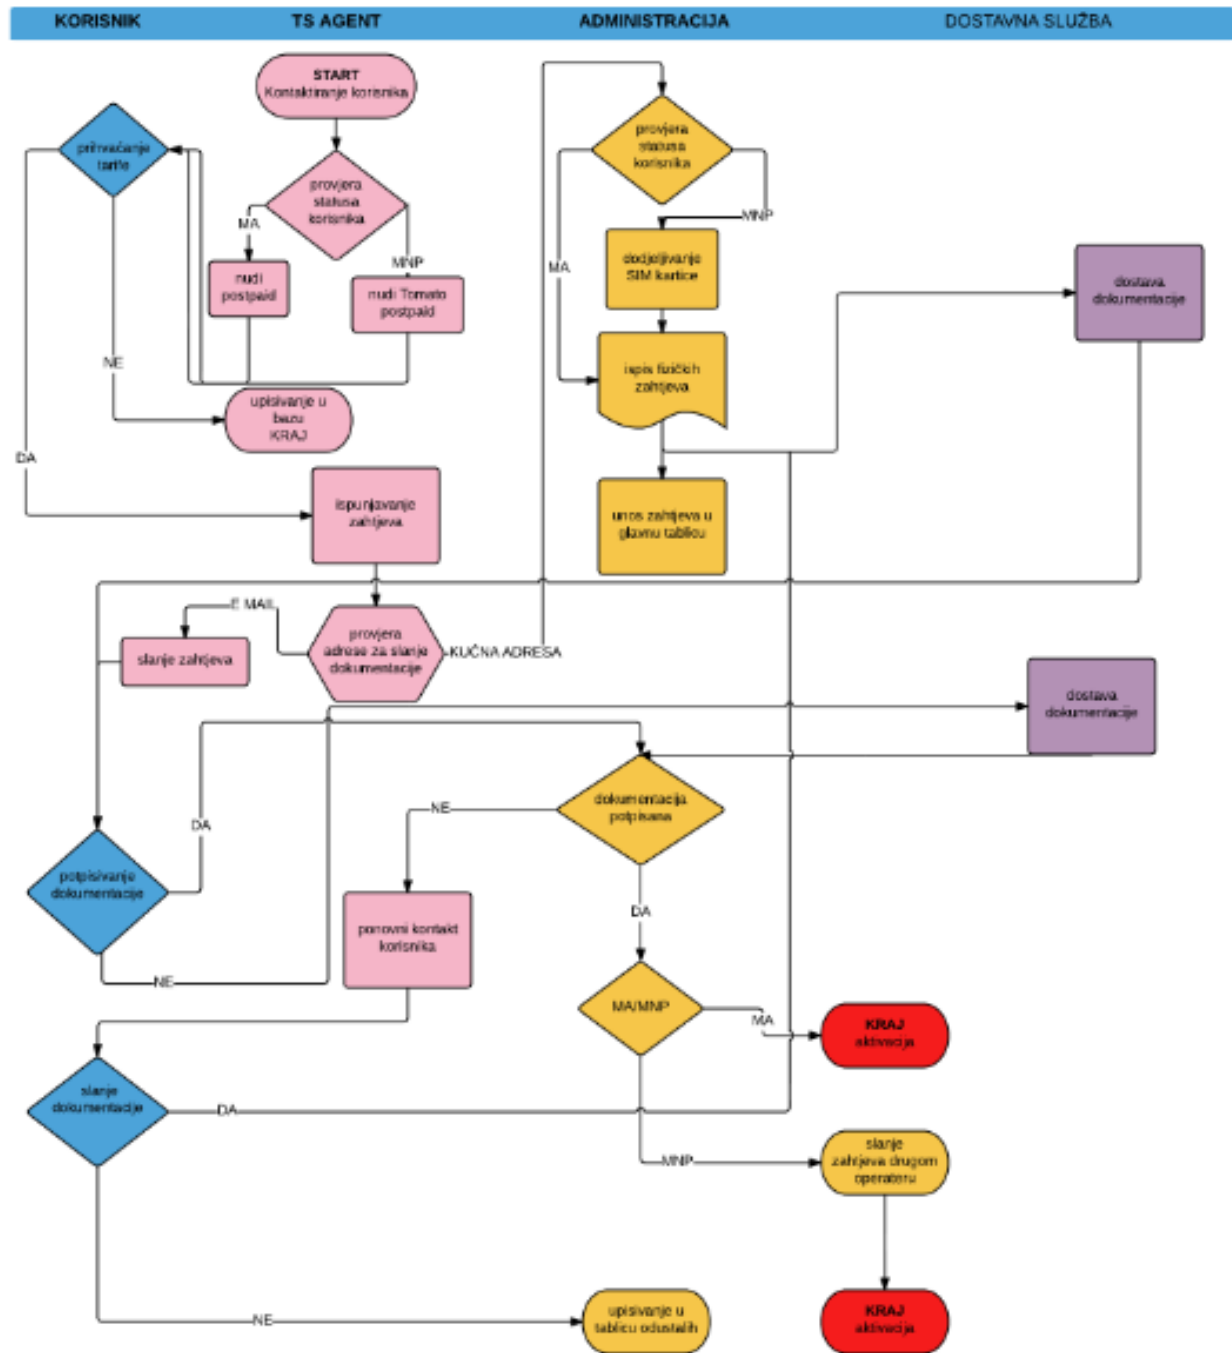 KORISNIK
TS AGENT
ADMINISTRACIJA
DOSTAVNA SLUŽBA
START
Kontaktiranje korisnika
prihvaćanje
tarife
provjera
statusa
korisnika
MA
MNP
nudi
postpaid
nudi Tomato
postpaid
NE
upisivanje u
bazu
KRAJ
DA
ispunjavanje
zahtjeva
provjera
statusa
korisnika
MNP
MA
dodjeljivanje
SIM kartice
ispis fizičkih
zahtjeva
unos zahtjeva u
glavnu tablicu
dostava
dokumentacije
E MAIL
provjera
adrese za slanje
dokumentacije
KUĆNA ADRESA
slanje zahtjeva
dostava
dokumentacije
dokumentacija
potpisana
NE
DA
potpisivanje
dokumentacije
DA
ponovni kontakt
korisnika
NE
MA/MNP
MA
KRAJ
aktivacija
slanje
dokumentacije
DA
MNP
slanje
zahtjeva drugom
operateru
NE
upisivanje u
tablicu odustalih
KRAJ
aktivacija